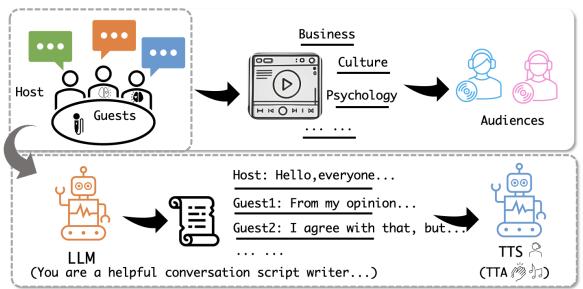 Business
Culture
Host
Guests
Psychology
... ...
Audiences
Host: Hello,everyone...
Guest1: From my opinion...
Guest2: I agree with that, but...
... ...
LLM
TTS
(You are a helpful conversation script writer...)
(TTA
)